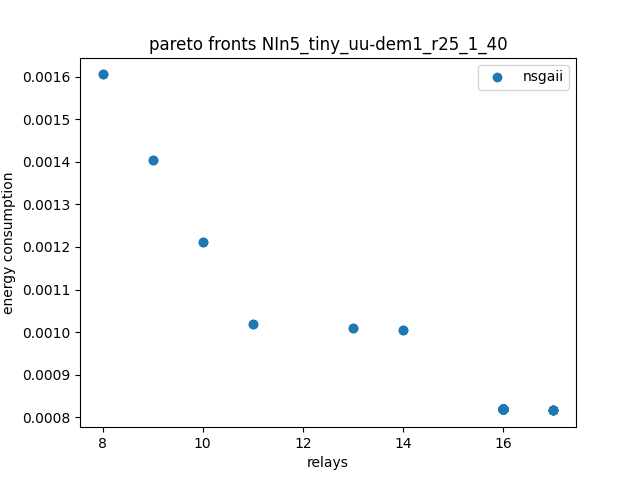 pareto fronts NIn5_tiny_uu-dem1_r25_1_40
nsgaii
0.0016
0.0015
0.0014
0.0013
0.0012
0.0011
0.0010
0.0009
0.0008
energy consumption
8 10 12 14 16
relays